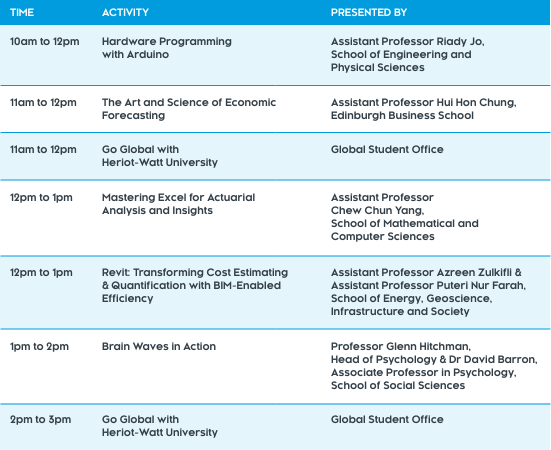 TIME ACTIVITY PRESENTED BY
10am to 12pm Hardware Programming Assistant Professor Riady Jo,
with Arduino School of Engineering and
Physical Sciences
11am to 12pm The Art and Science of Economic Assistant Professor Hui Hon Chung,
Forecasting Edinburgh Business School
11am to 12pm Go Global with Global Student Office
Heriot-Watt University
12pm to 1pm Mastering Excel for Actuarial Assistant Professor
Analysis and Insights Chew Chun Yang,
School of Mathematical and
Computer Sciences
12pm to 1pm Revit: Transforming Cost Estimating Assistant Professor Azreen Zulkifli &
& Quantification with BIM-Enabled Assistant Professor Puteri Nur Farah,
Efficiency School of Energy, Geoscience,
Infrastructure and Society
1pm to 2pm Brain Waves in Action Professor Glenn Hitchman,
Head of Psychology & Dr David Barron,
Associate Professor in Psychology,
School of Social Sciences
2pm to 3pm Go Global with Global Student Office
Heriot-Watt University